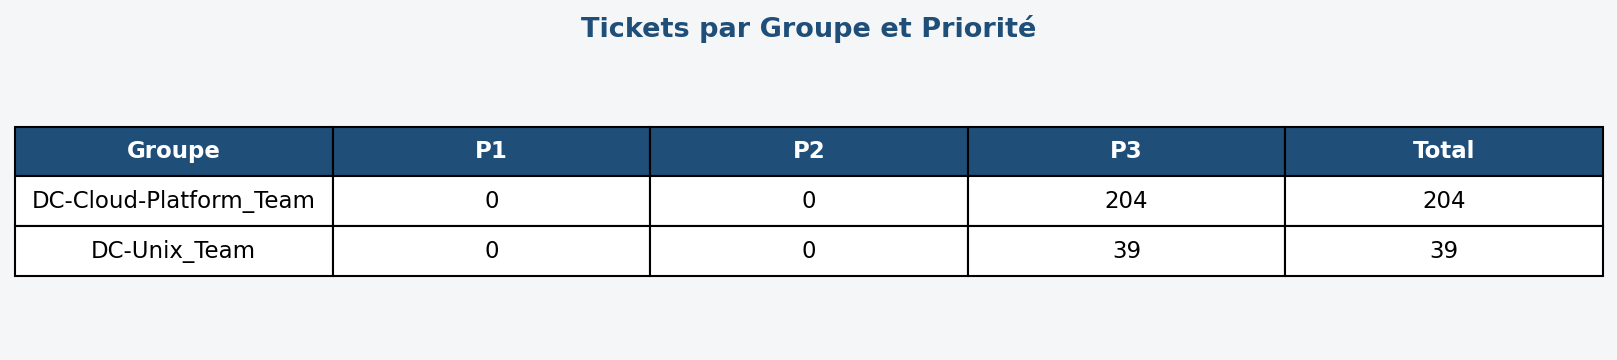 Tickets par Groupe et Priorité
Groupe P1 P2 P3 Total
DC-Cloud-Platform_Team 0 0 204 204
DC-Unix_Team 0 0 39 39